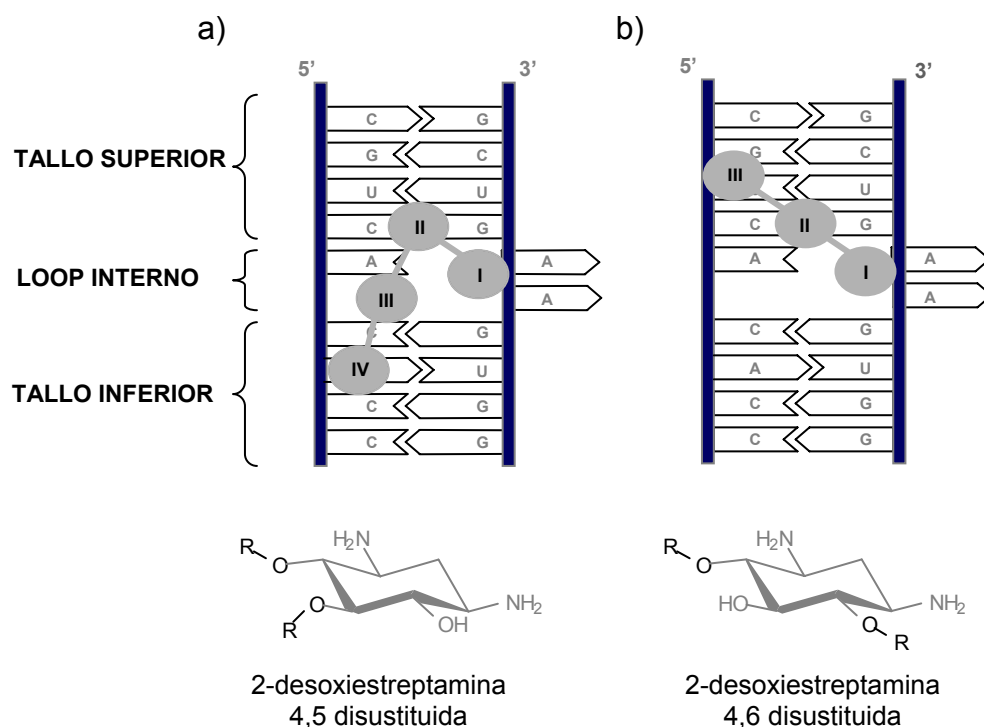 a)
b)
5’
3’
5’
3’
TALLO SUPERIOR
LOOP INTERNO
TALLO INFERIOR
C G
G C
U U
C G
A
A
A
C G
U
C G
C G
I
II
III
IV
C G
G C
U
C G
A
A
A
C G
A U
C G
C G
I
II
III
R
O
H₂N
O
R
NH₂
OH
R
O
H₂N
HO
NH₂
O
R
2-desoxiestreptamina
4,5 disustituida
2-desoxiestreptamina
4,6 disustituida